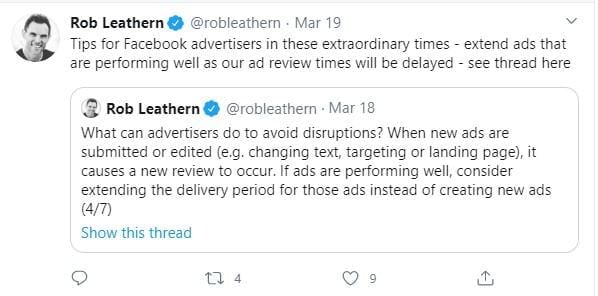 Rob Leathern @robleathern · Mar 19
Tips for Facebook advertisers in these extraordinary times - extend ads that
are performing well as our ad review times will be delayed - see thread here
Rob Leathern @robleathern · Mar 18
What can advertisers do to avoid disruptions? When new ads are
submitted or edited (e.g. changing text, targeting or landing page), it
causes a new review to occur. If ads are performing well, consider
extending the delivery period for those ads instead of creating new ads
(4/7)
Show this thread
4 9